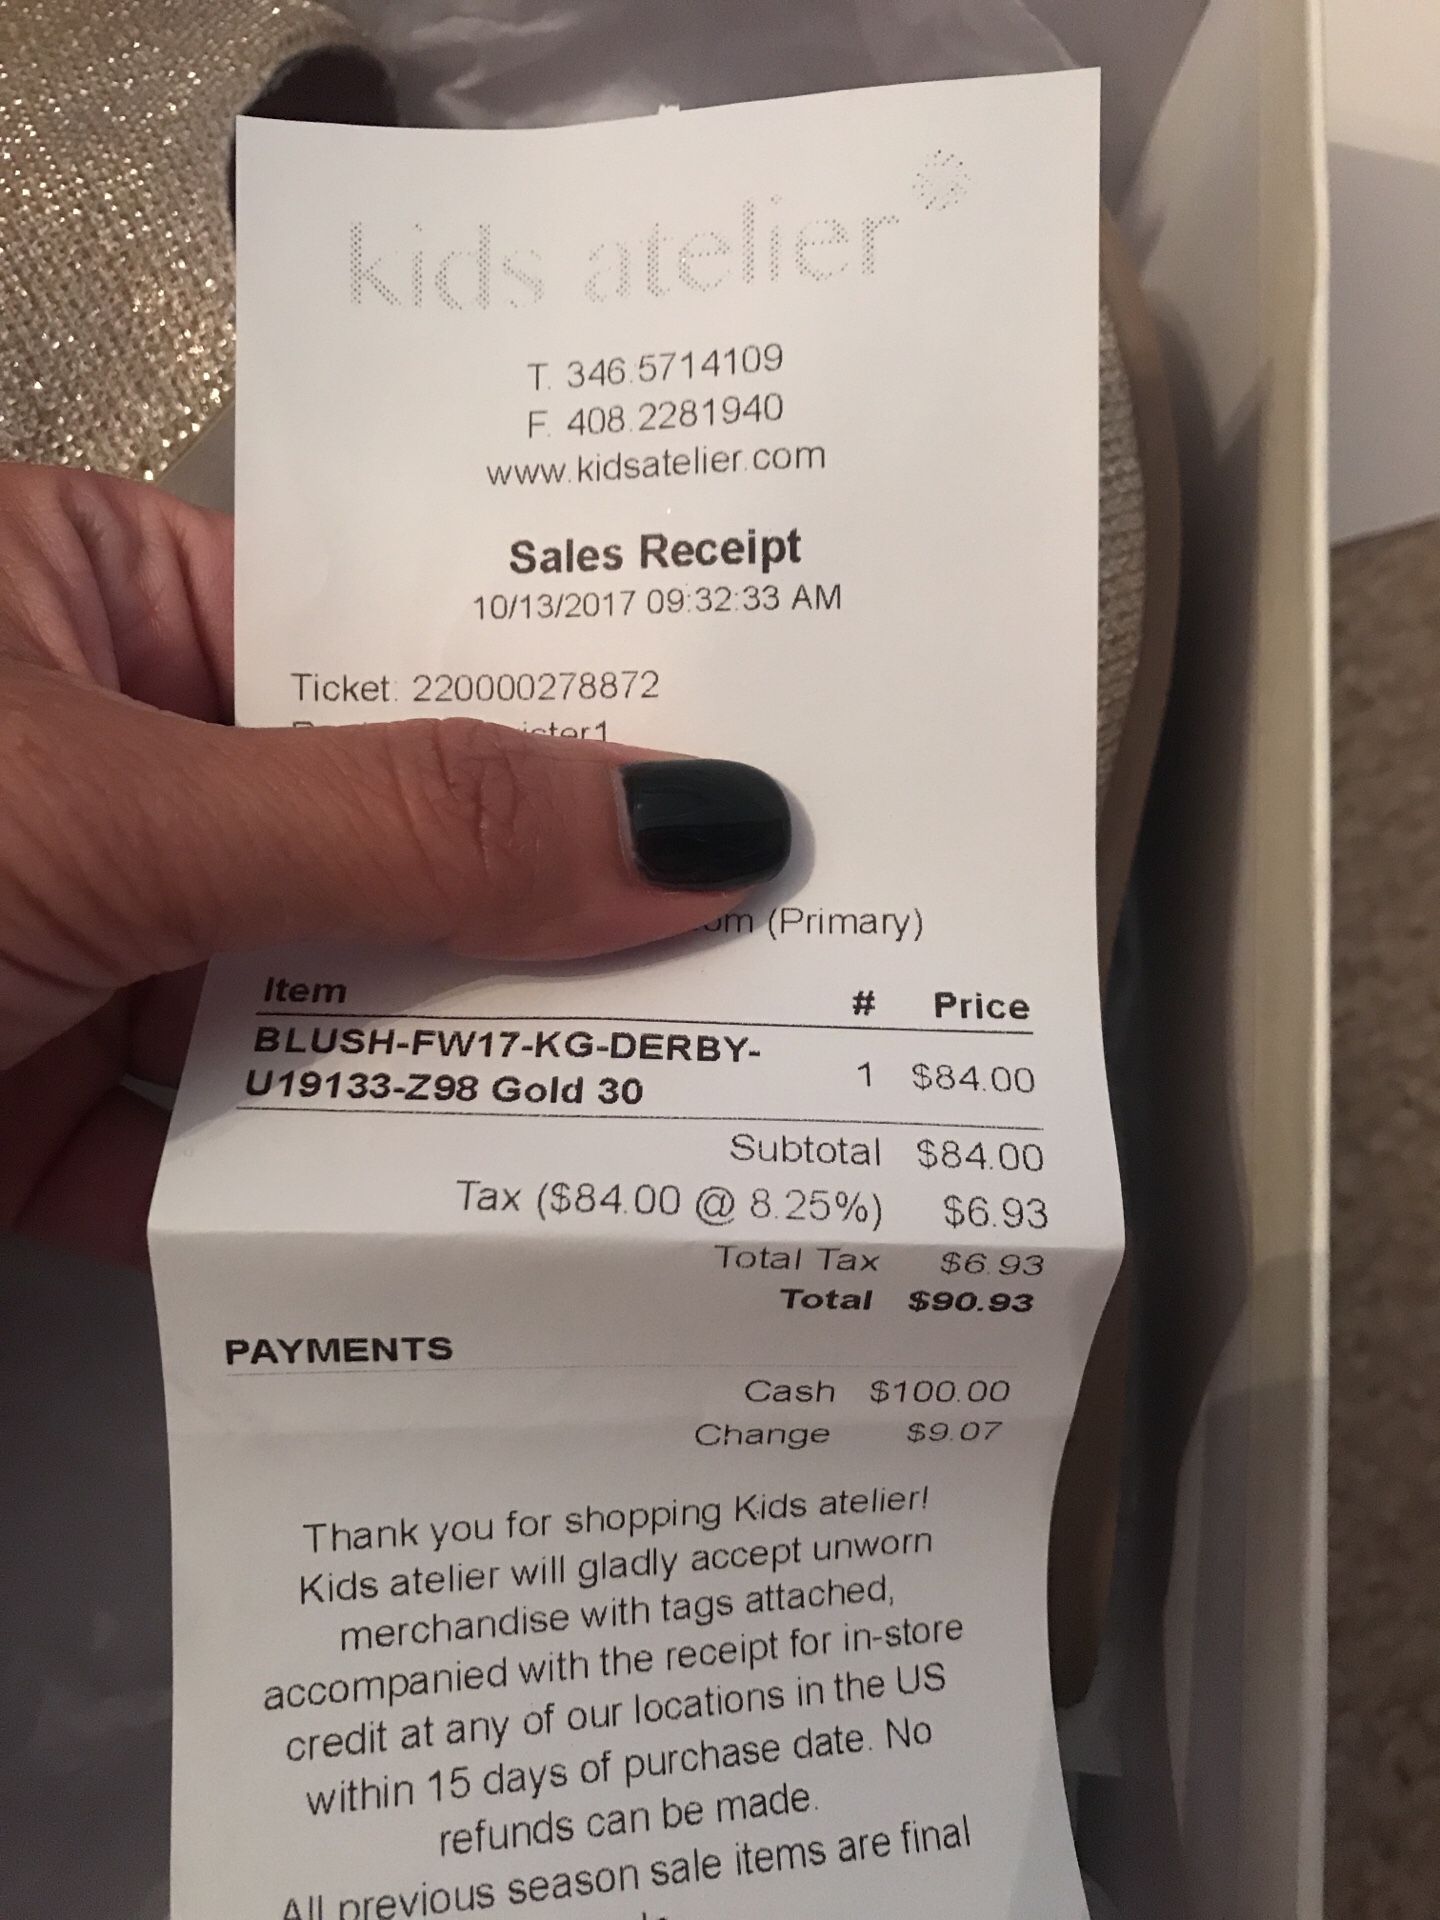 kids atelier
T. 346.5714109
F. 408.2281940
www.kidsatelier.com
Sales Receipt
10/13/2017 09:32:33 AM
Ticket: 220000278872
(Primary)
Item # Price
BLUSH-FW17-KG-DERBY-
U19133-Z98 Gold 30 1 $84.00
Subtotal $84.00
Tax ($84.00 @ 8.25%) $6.93
Total Tax $6.93
Total $90.93
PAYMENTS
Cash $100.00
Change $9.07
Thank you for shopping Kids atelier!
Kids atelier will gladly accept unworn
merchandise with tags attached,
accompanied with the receipt for in-store
credit at any of our locations in the US
within 15 days of purchase date. No
refunds can be made.
All previous season sale items are final